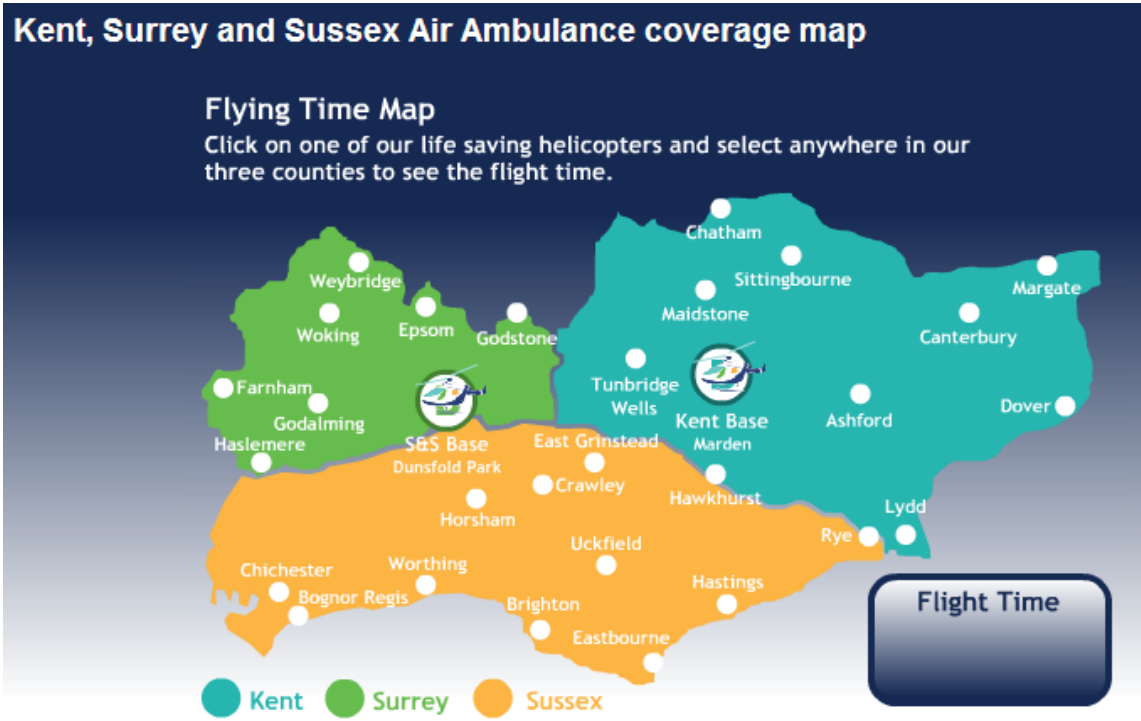 Kent, Surrey and Sussex Air Ambulance coverage map
Flying Time Map
Click on one of our life saving helicopters and select anywhere in our
three counties to see the flight time.
Chatham
Weybridge
Sittingbourne
Margate
Maidstone
Woking
Epsom
Godstone
Canterbury
Farnham
Tunbridge
Wells
Godalming
Kent Base
Marden
Ashford
Dover
Haslemere
S&S Base
Dunsfold Park
East Grinstead
Crawley
Hawkhurst
Horsham
Lydd
Rye
Uckfield
Worthing
Chichester
Hastings
Bognor Regis
Brighton
Eastbourne
Flight Time
Kent
Surrey
Sussex